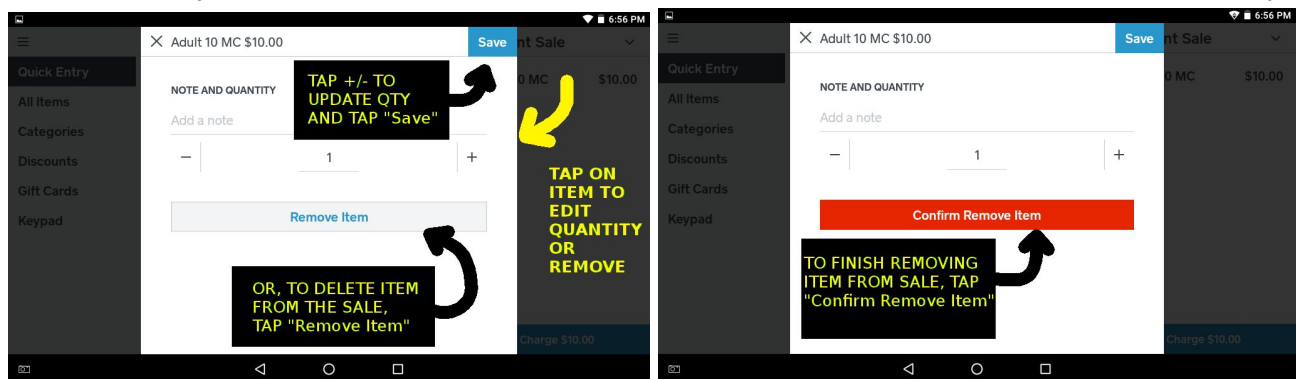 6:56 PM
Adult 10 MC $10.00
Save
nt Sale
Quick Entry
0 MC $10.00
All Items
NOTE AND QUANTITY
TAP +/- TO
UPDATE QTY
AND TAP "Save"
Add a note
Categories
− 1 +
Discounts
Gift Cards
Keypad
TAP ON
ITEM TO
EDIT
QUANTITY
OR
REMOVE
Remove Item
OR, TO DELETE ITEM
FROM THE SALE,
TAP "Remove Item"
Charge $10.00
6:56 PM
Adult 10 MC $10.00
Save
nt Sale
Quick Entry
0 MC $10.00
All Items
NOTE AND QUANTITY
Add a note
Categories
− 1 +
Discounts
Gift Cards
Keypad
Confirm Remove Item
TO FINISH REMOVING
ITEM FROM SALE, TAP
"Confirm Remove Item"
Charge $10.00